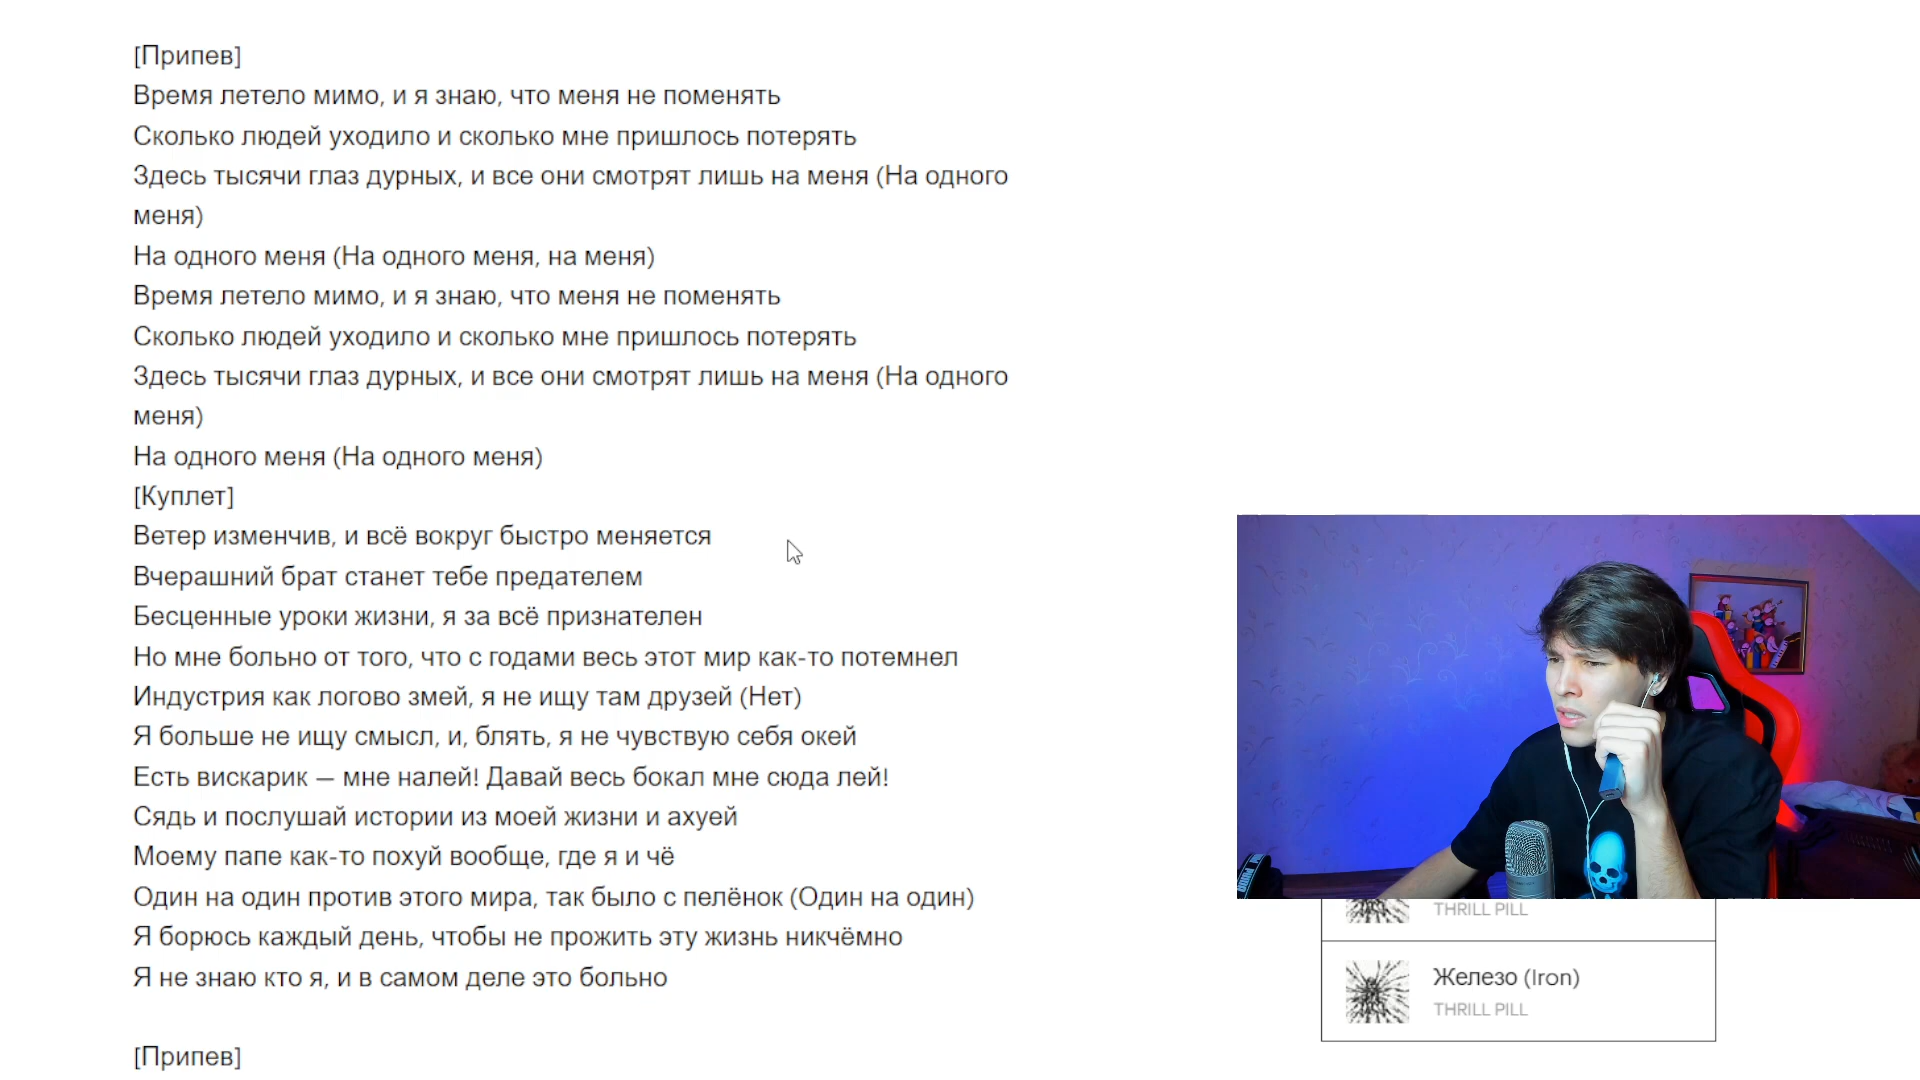 [Припев]
Время летело мимо, и я знаю, что меня не поменять
Сколько людей уходило и сколько мне пришлось потерять
Здесь тысячи глаз дурных, и все они смотрят лишь на меня (На одного
меня)
На одного меня (На одного меня, на меня)
Время летело мимо, и я знаю, что меня не поменять
Сколько людей уходило и сколько мне пришлось потерять
Здесь тысячи глаз дурных, и все они смотрят лишь на меня (На одного
меня)
На одного меня (На одного меня)
[Куплет]
Ветер изменчив, и всё вокруг быстро меняется
Вчерашний брат станет тебе предателем
Бесценные уроки жизни, я за всё признателен
Но мне больно от того, что с годами весь этот мир как-то потемнел
Индустрия как логово змей, я не ищу там друзей (Нет)
Я больше не ищу смысл, и, блять, я не чувствую себя окей
Есть вискарик — мне налей! Давай весь бокал мне сюда лей!
Сядь и послушай истории из моей жизни и ахуей
Моему папе как-то похуй вообще, где я и чё
Один на один против этого мира, так было с пелёнок (Один на один)
Я борюсь каждый день, чтобы не прожить эту жизнь никчёмно
Я не знаю кто я, и в самом деле это больно
[Припев]
THRILL PILL
Железо (Iron)
THRILL PILL